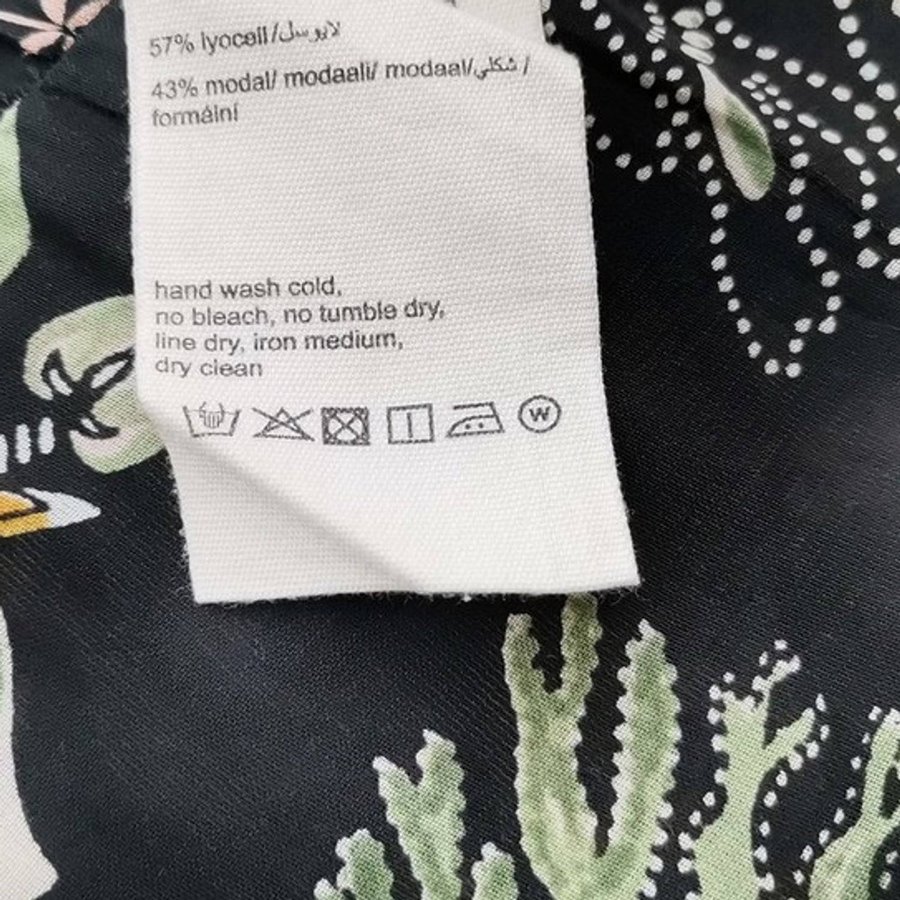 57% lyocell/لايوسل
43% modal/ modaali/ modaal/شكلي/
formální
hand wash cold,
no bleach, no tumble dry,
line dry, iron medium,
dry clean
W